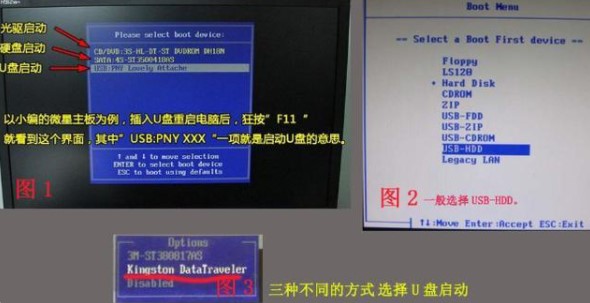 Please select boot device:
光驱启动
硬盘启动
U盘启动
CD/DVD:3S-HL-DT-ST DVDROM DH18N
SATA:4S-ST3500418AS
USB:PNY Lovely Attache
以小编的微星主板为例，插入U盘重启电脑后，狂按"F11 "
就看到这个界面，其中"USB:PNY XXX "一项就是启动U盘的意思。
↑ and ↓ to move selection
ENTER to select boot device
ESC to boot using defaults
图 1
Boot Menu
-- Select a Boot First device --
Floppy
LS120
Hard Disk
CDROM
ZIP
USB-FDD
USB-ZIP
USB-CDROM
USB-HDD
Legacy LAN
图 2 一般选择 USB-HDD。
↑↓:Move Enter:Accept ESC:Exit
Options
3M-ST380817AS
Kingston DataTraveler
Disabled
图 3
三种不同的方式 选择 U 盘启动